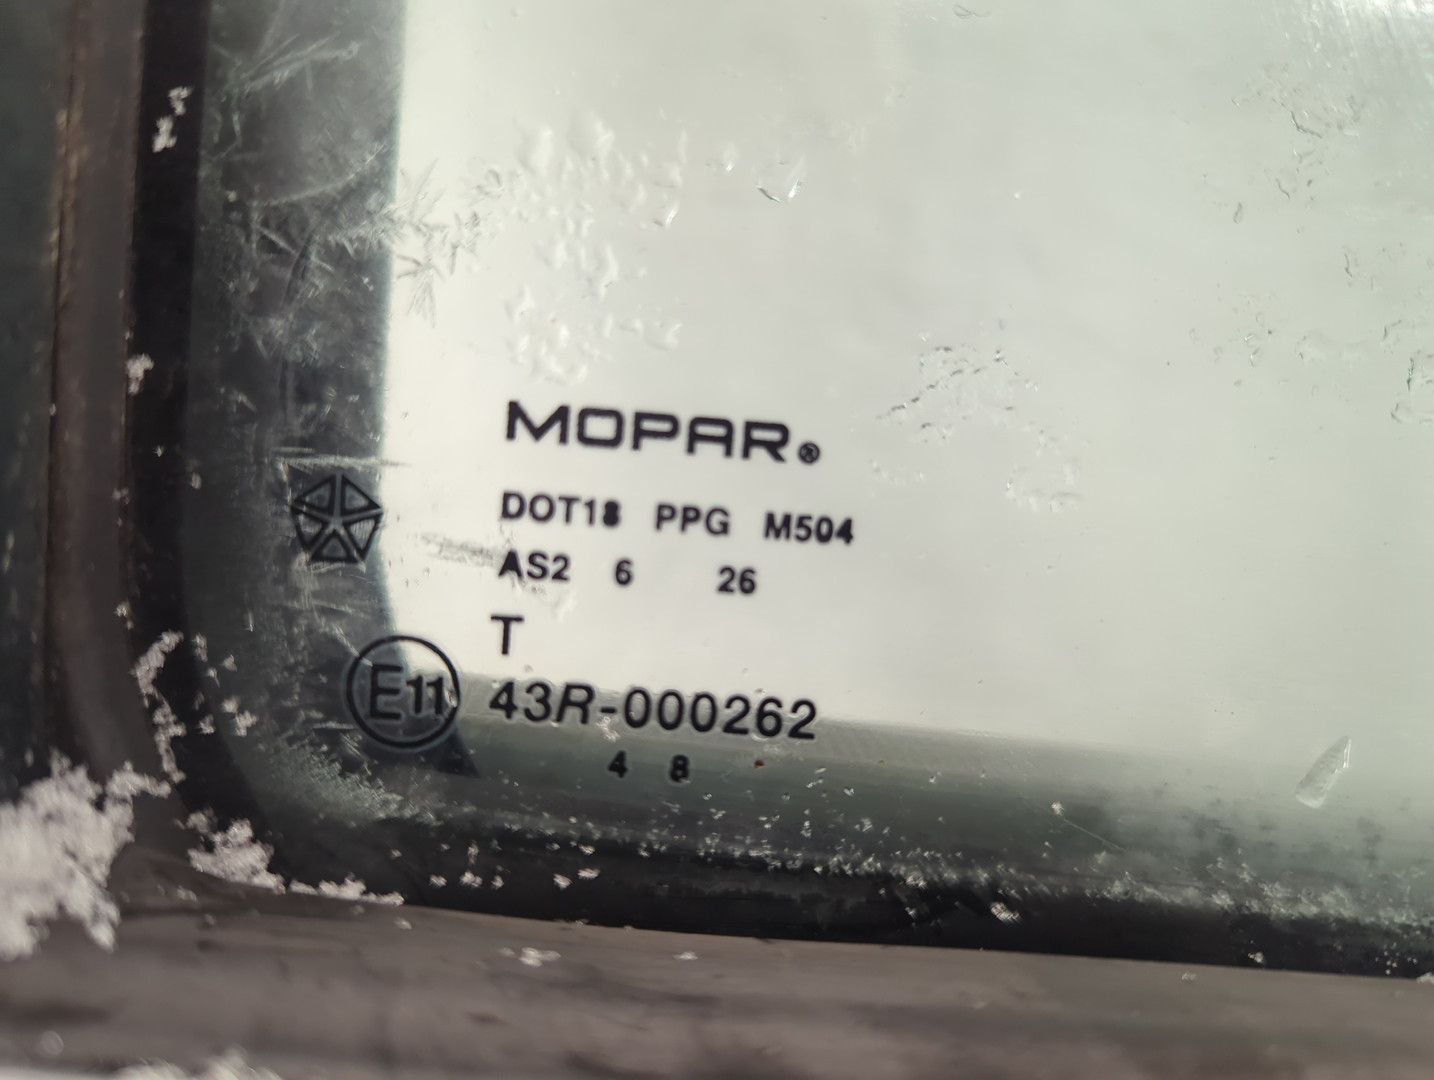 MOPAR®
DOT18 PPG M504
AS2 6 26
T
E11 43R-000262
4 8